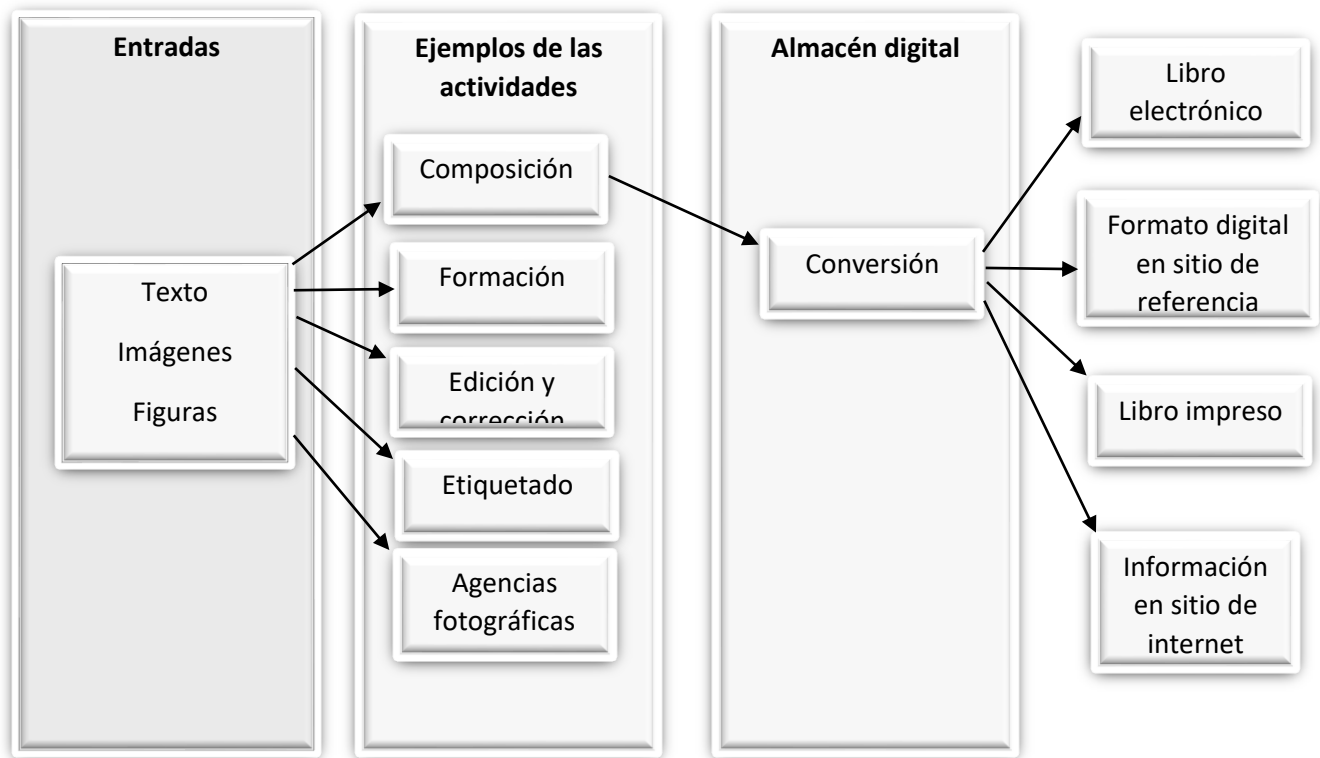 Entradas
Texto
Imágenes
Figuras
Ejemplos de las
actividades
Composición
Formación
Edición y
corrección
Etiquetado
Agencias
fotográficas
Almacén digital
Conversión
Libro
electrónico
Formato digital
en sitio de
referencia
Libro impreso
Información
en sitio de
internet